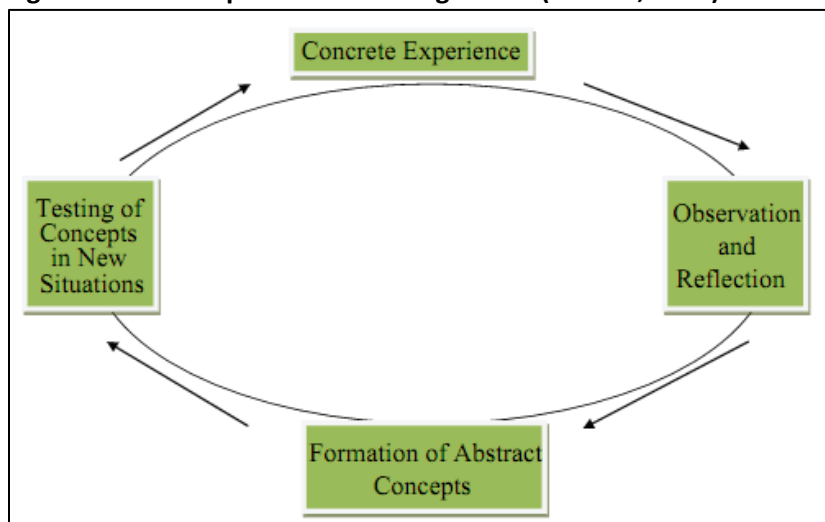 Concrete Experience
Testing of
Concepts
in New
Situations
Observation
and
Reflection
Formation of Abstract
Concepts